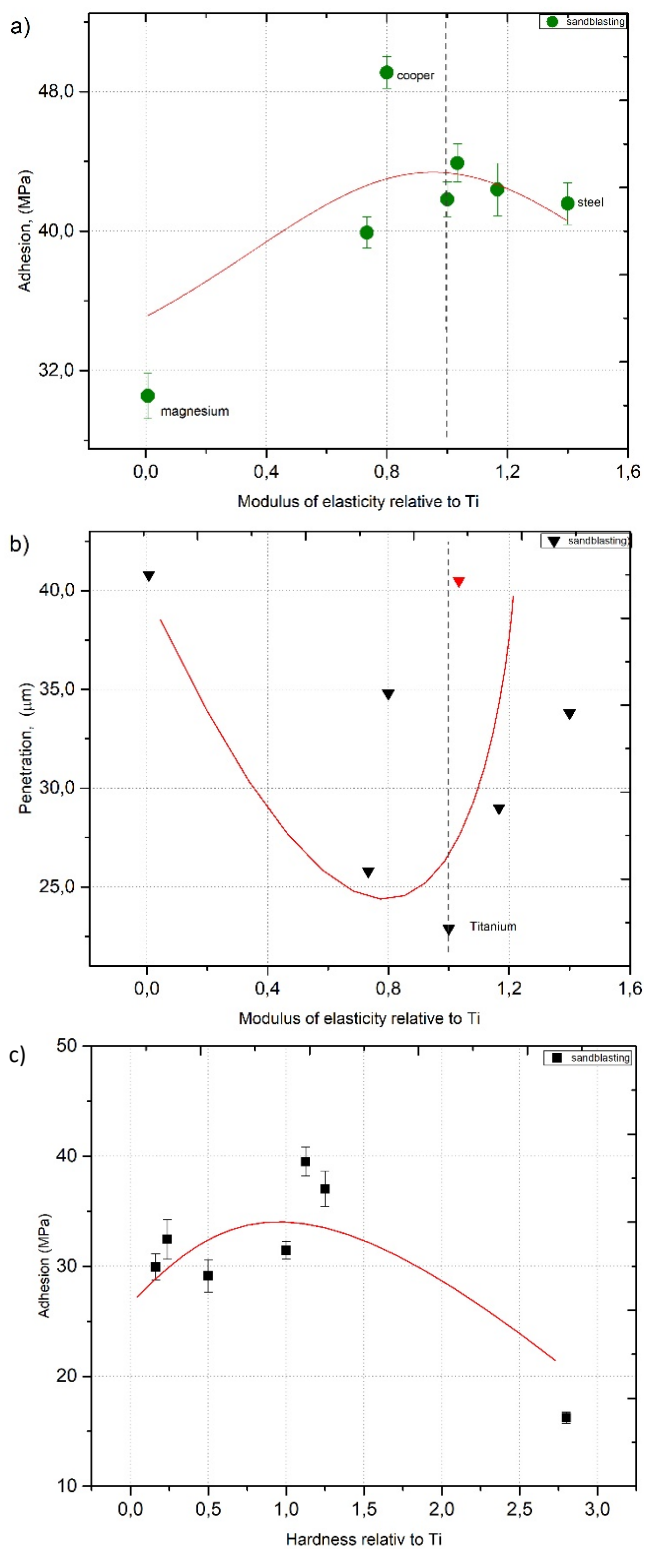 a)
sandblasting
cooper
48,0
Adhesion, (MPa)
40,0
steel
32,0
magnesium
0,0 0,4 0,8 1,2 1,6
Modulus of elasticity relative to Ti
b)
sandblasting
40,0
35,0
Penetration, (μm)
30,0
25,0
Titanium
0,0 0,4 0,8 1,2 1,6
Modulus of elasticity relative to Ti
c)
50
sandblasting
40
Adhesion (MPa)
30
20
10
0,0 0,5 1,0 1,5 2,0 2,5 3,0
Hardness relativ to Ti